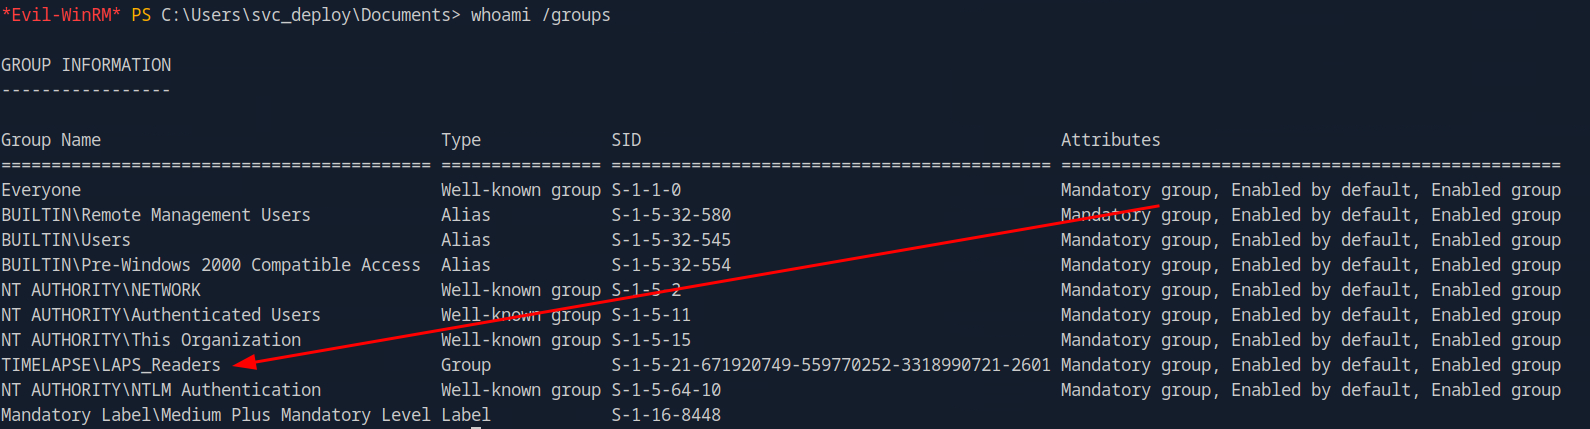 *Evil-WinRM* PS C:\Users\svc_deploy\Documents> whoami /groups
GROUP INFORMATION
-----------------
Group Name                                  Type             SID                                          Attributes
=========================================== ================ ============================================ ==================================================
Everyone                                    Well-known group S-1-1-0                                      Mandatory group, Enabled by default, Enabled group
BUILTIN\Remote Management Users             Alias            S-1-5-32-580                                 Mandatory group, Enabled by default, Enabled group
BUILTIN\Users                               Alias            S-1-5-32-545                                 Mandatory group, Enabled by default, Enabled group
BUILTIN\Pre-Windows 2000 Compatible Access  Alias            S-1-5-32-554                                 Mandatory group, Enabled by default, Enabled group
NT AUTHORITY\NETWORK                        Well-known group S-1-5-2                                      Mandatory group, Enabled by default, Enabled group
NT AUTHORITY\Authenticated Users            Well-known group S-1-5-11                                     Mandatory group, Enabled by default, Enabled group
NT AUTHORITY\This Organization              Well-known group S-1-5-15                                     Mandatory group, Enabled by default, Enabled group
TIMELAPSE\LAPS_Readers                      Group            S-1-5-21-671920749-559770252-3318990721-2601 Mandatory group, Enabled by default, Enabled group
NT AUTHORITY\NTLM Authentication            Well-known group S-1-5-64-10                                  Mandatory group, Enabled by default, Enabled group
Mandatory Label\Medium Plus Mandatory Level Label            S-1-16-8448